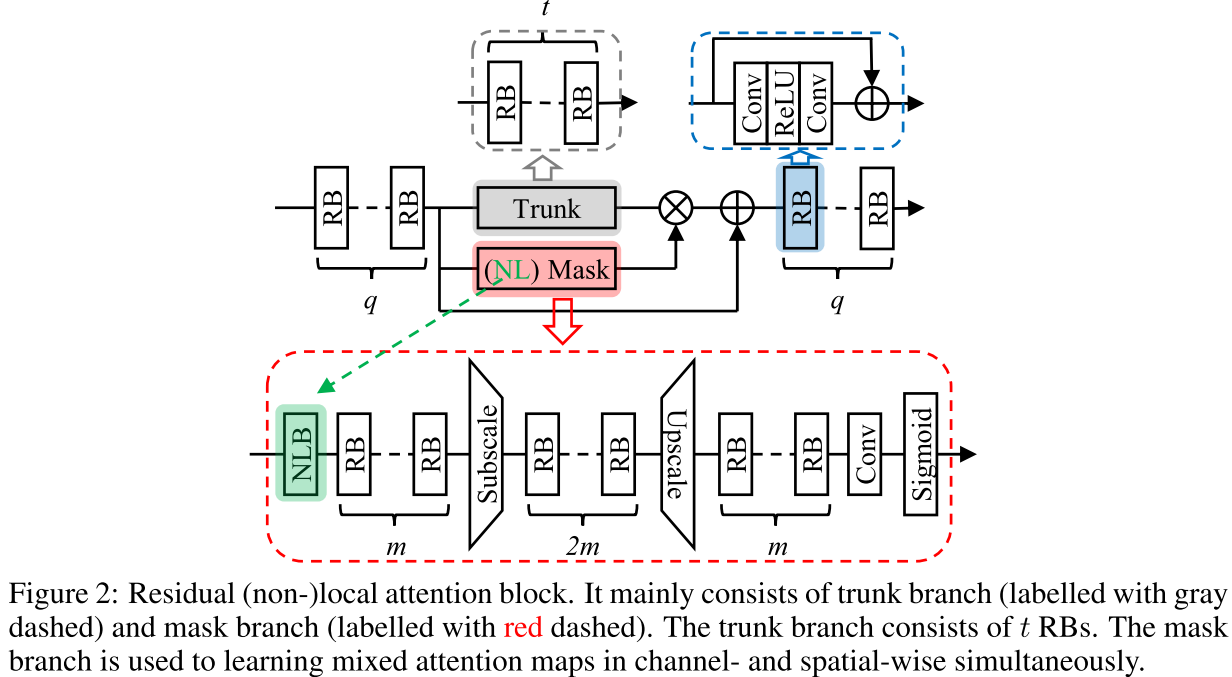 t
RB RB
Conv ReLU Conv
RB RB Trunk RB RB
(NL) Mask
q q
NLB RB RB Subscale RB RB Upscale RB RB Conv Sigmoid
m 2m m
Figure 2: Residual (non-)local attention block. It mainly consists of trunk branch (labelled with gray
dashed) and mask branch (labelled with red dashed). The trunk branch consists of t RBs. The mask
branch is used to learning mixed attention maps in channel- and spatial-wise simultaneously.